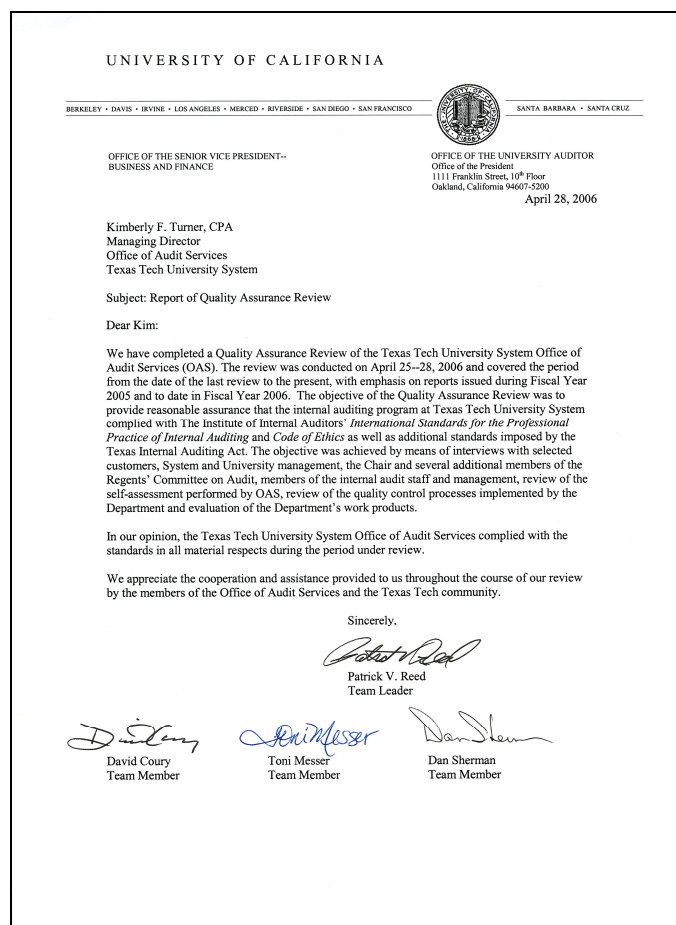 UNIVERSITY OF CALIFORNIA
BERKELEY • DAVIS • IRVINE • LOS ANGELES • MERCED • RIVERSIDE • SAN DIEGO • SAN FRANCISCO
SANTA BARBARA • SANTA CRUZ
OFFICE OF THE SENIOR VICE PRESIDENT--
BUSINESS AND FINANCE
OFFICE OF THE UNIVERSITY AUDITOR
Office of the President
1111 Franklin Street, 10th Floor
Oakland, California 94607-5200
April 28, 2006
Kimberly F. Turner, CPA
Managing Director
Office of Audit Services
Texas Tech University System
Subject: Report of Quality Assurance Review
Dear Kim:
We have completed a Quality Assurance Review of the Texas Tech University System Office of
Audit Services (OAS). The review was conducted on April 25--28, 2006 and covered the period
from the date of the last review to the present, with emphasis on reports issued during Fiscal Year
2005 and to date in Fiscal Year 2006.  The objective of the Quality Assurance Review was to
provide reasonable assurance that the internal auditing program at Texas Tech University System
complied with The Institute of Internal Auditors' International Standards for the Professional
Practice of Internal Auditing and Code of Ethics as well as additional standards imposed by the
Texas Internal Auditing Act. The objective was achieved by means of interviews with selected
customers, System and University management, the Chair and several additional members of the
Regents' Committee on Audit, members of the internal audit staff and management, review of the
self-assessment performed by OAS, review of the quality control processes implemented by the
Department and evaluation of the Department's work products.
In our opinion, the Texas Tech University System Office of Audit Services complied with the
standards in all material respects during the period under review.
We appreciate the cooperation and assistance provided to us throughout the course of our review
by the members of the Office of Audit Services and the Texas Tech community.
Sincerely,
Patrick V. Reed
Team Leader
Toni Messer
Dan Sherman
David Coury
Team Member
Toni Messer
Team Member
Dan Sherman
Team Member